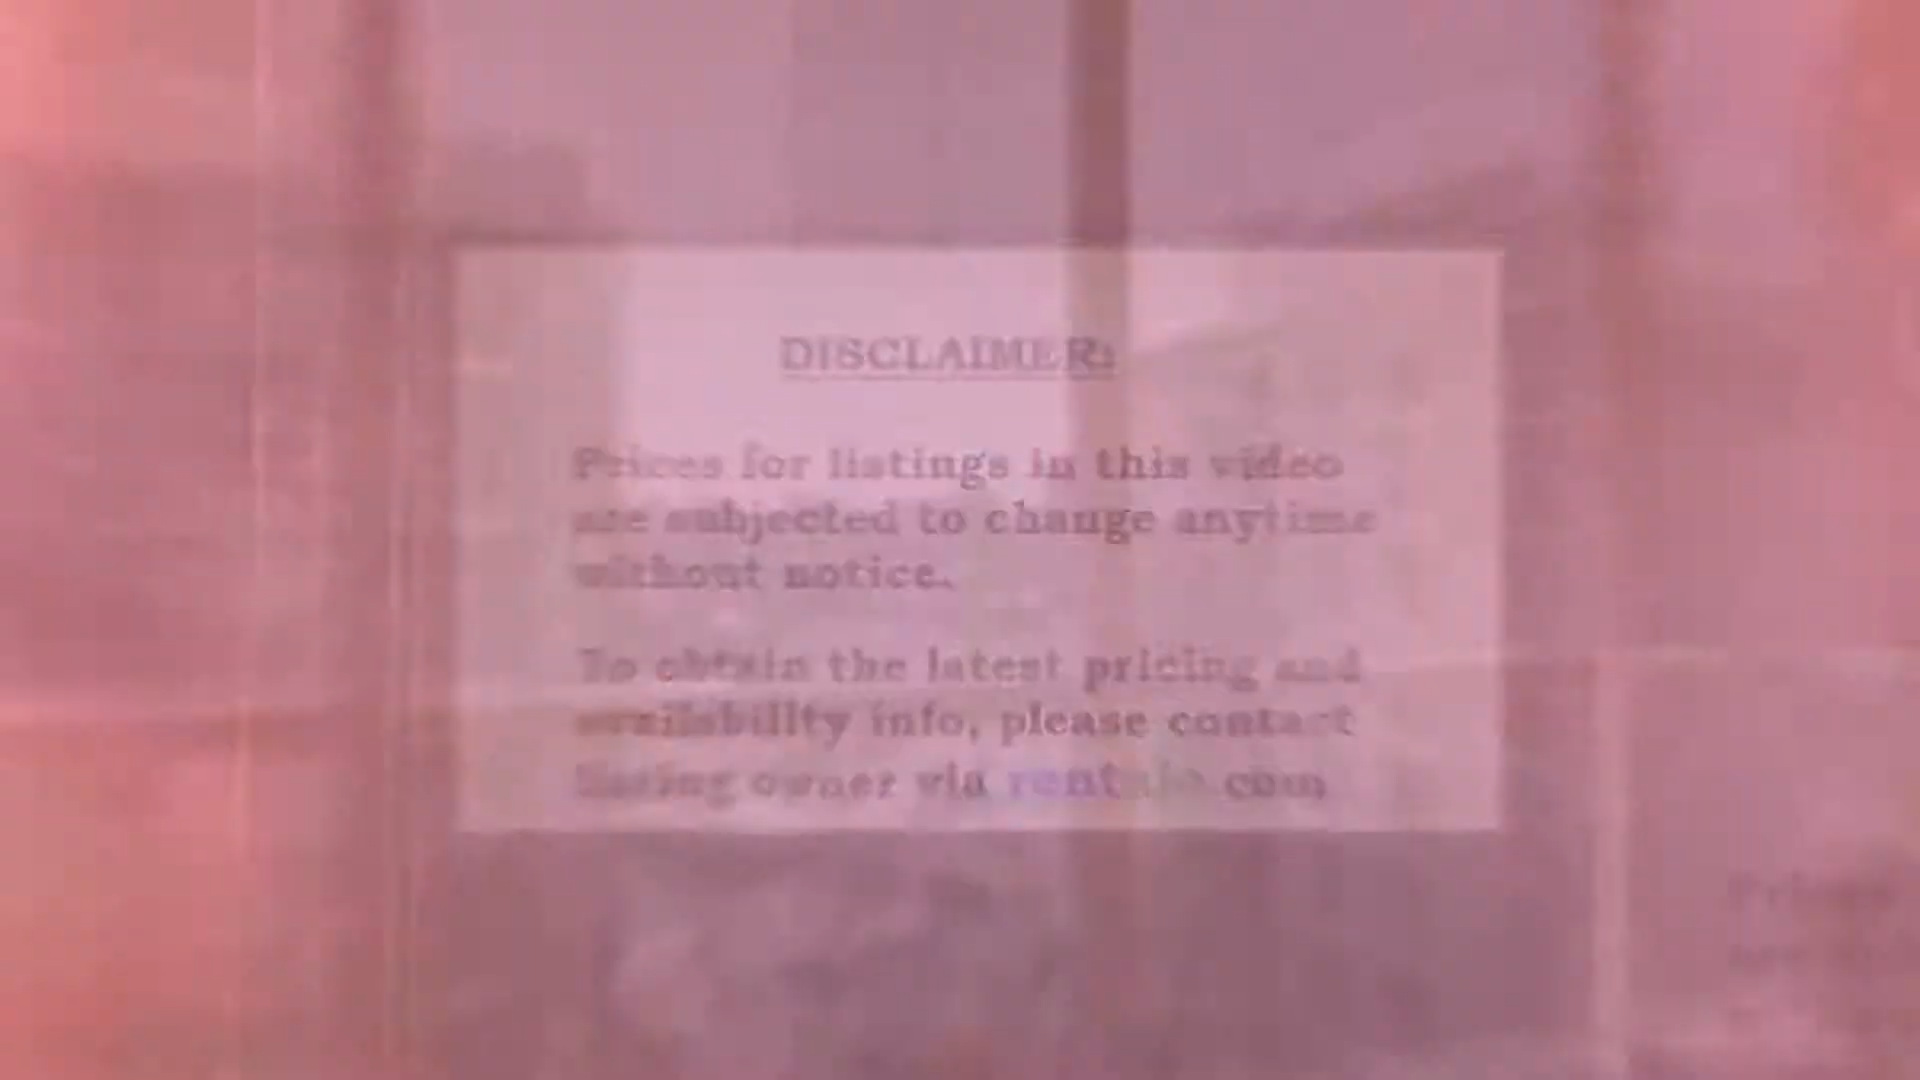 DISCLAIMER:
Prices for listings in this video
are subjected to change anytime
without notice.
To obtain the latest pricing and
availability info, please contact
listing owner via rent